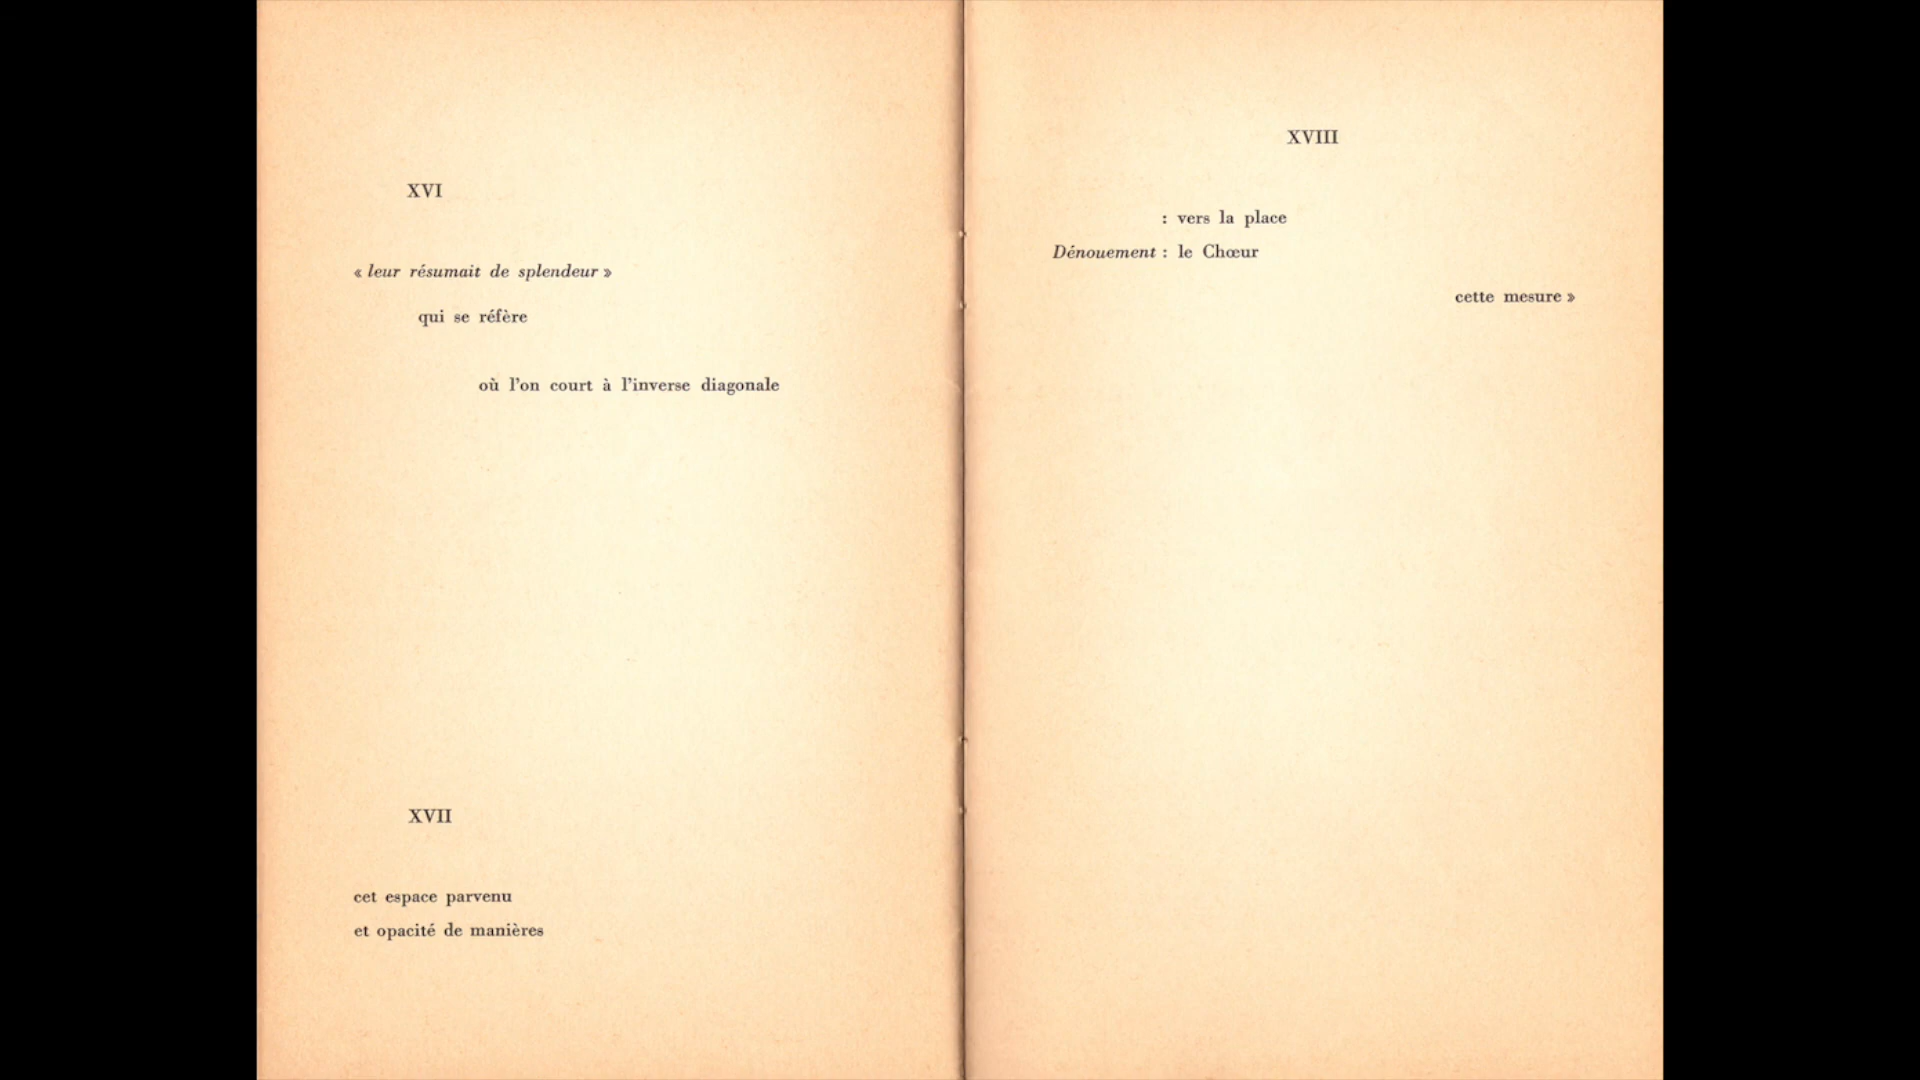 XVI
« leur résumait de splendeur »
qui se réfère
où l'on court à l'inverse diagonale
XVII
cet espace parvenu
et opacité de manières
XVIII
: vers la place
Dénouement : le Chœur
cette mesure »